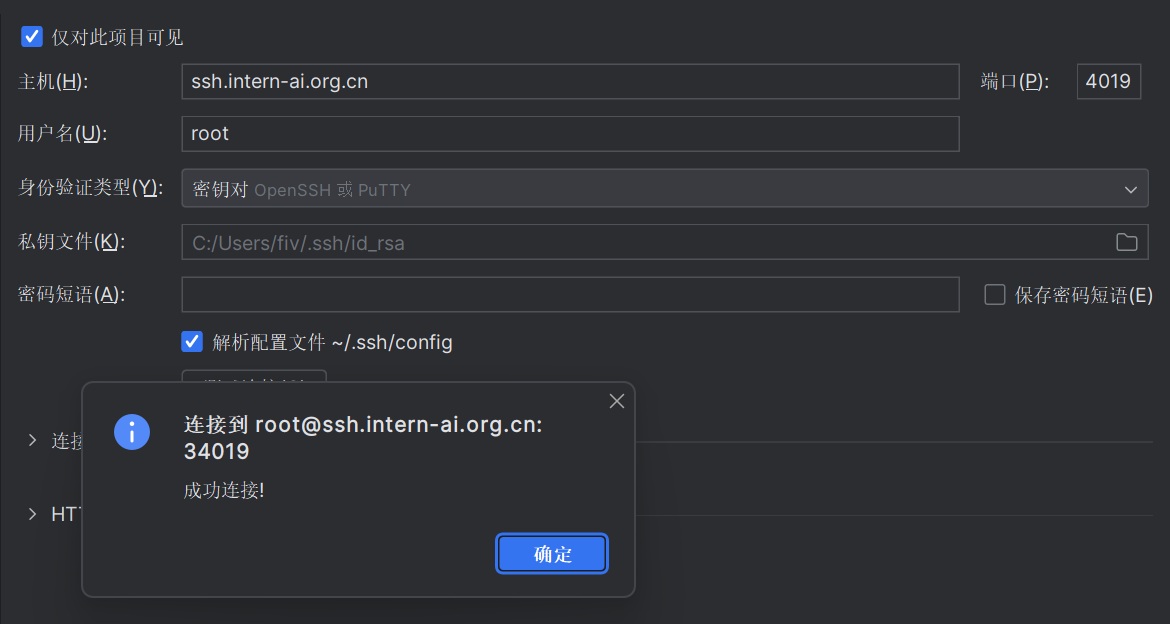 仅对此项目可见
主机(H): ssh.intern-ai.org.cn 端口(P): 4019
用户名(U): root
身份验证类型(Y): 密钥对 OpenSSH 或 PuTTY
私钥文件(K): C:/Users/fiv/.ssh/id_rsa
密码短语(A): 保存密码短语(E)
解析配置文件 ~/.ssh/config
连接到 root@ssh.intern-ai.org.cn:
34019
连接
成功连接!
HTT
确定